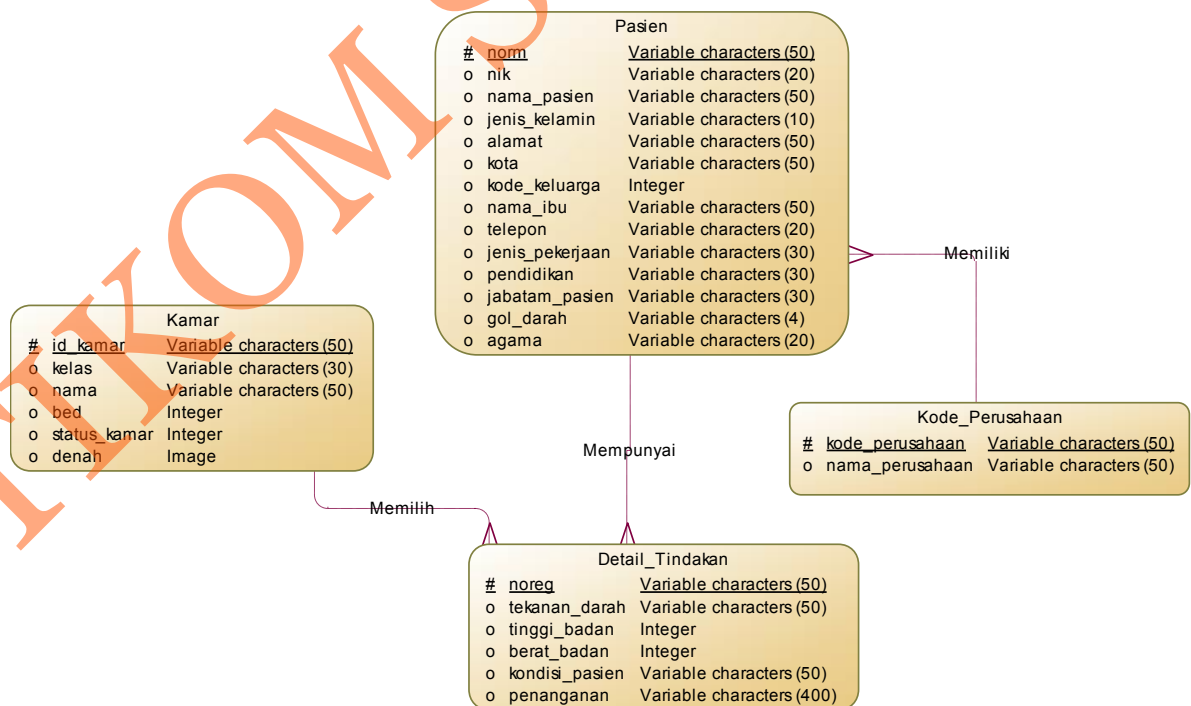 Pasien
# norm Variable characters (50)
o nik Variable characters (20)
o nama_pasien Variable characters (50)
o jenis_kelamin Variable characters (10)
o alamat Variable characters (50)
o kota Variable characters (50)
o kode_keluarga Integer
o nama_ibu Variable characters (50)
o telepon Variable characters (20)
o jenis_pekerjaan Variable characters (30)
o pendidikan Variable characters (30)
o jabatam_pasien Variable characters (30)
o gol_darah Variable characters (4)
o agama Variable characters (20)
Memiliki
Kamar
# id_kamar Variable characters (50)
o kelas Variable characters (30)
o nama Variable characters (50)
o bed Integer
o status_kamar Integer
o denah Image
Kode_Perusahaan
# kode_perusahaan Variable characters (50)
o nama_perusahaan Variable characters (50)
Mempunyai
Memilih
Detail_Tindakan
# noreg Variable characters (50)
o tekanan_darah Variable characters (50)
o tinggi_badan Integer
o berat_badan Integer
o kondisi_pasien Variable characters (50)
o penanganan Variable characters (400)
TIKOM S